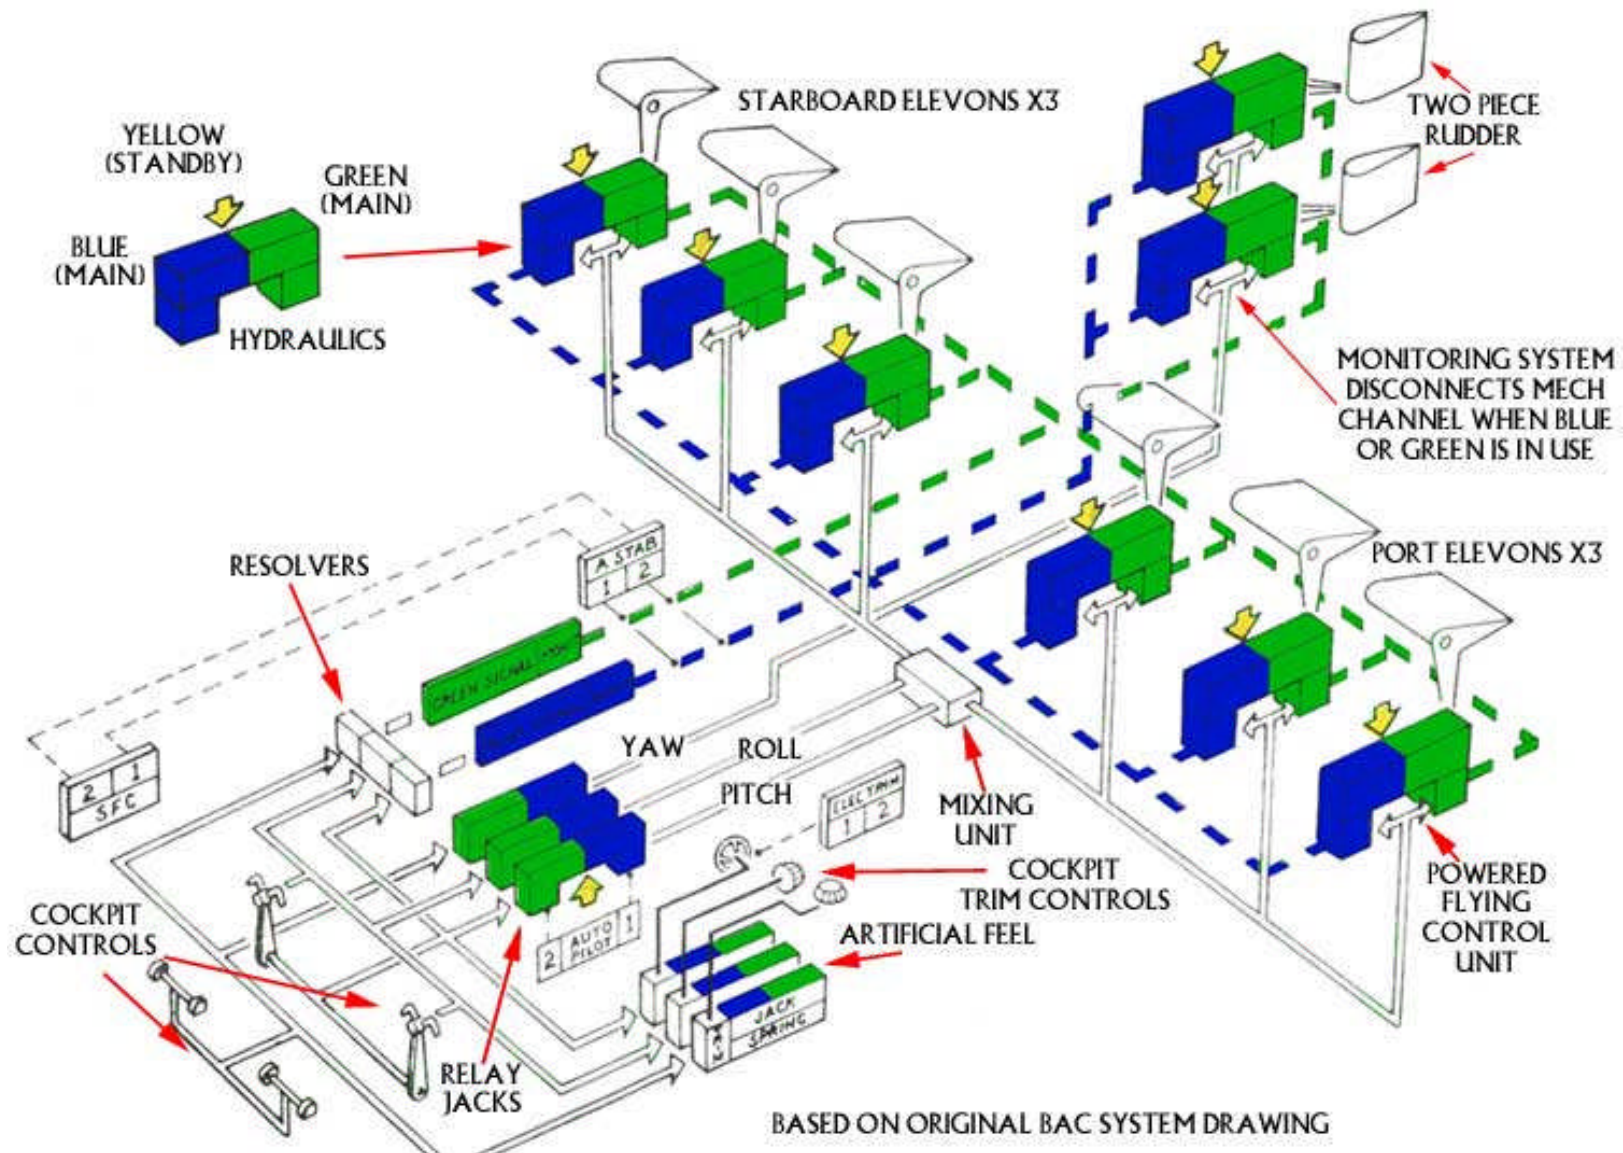 STARBOARD ELEVONS X3
TWO PIECE
RUDDER
YELLOW
(STANDBY)
GREEN
(MAIN)
BLUE
(MAIN)
HYDRAULICS
MONITORING SYSTEM
DISCONNECTS MECH
CHANNEL WHEN BLUE
OR GREEN IS IN USE
RESOLVERS
A STAB
1 2
PORT ELEVONS X3
GREEN SIGNAL
2 1
SFC
YAW
ROLL
PITCH
ELEC TRIM
1 2
MIXING
UNIT
COCKPIT
TRIM CONTROLS
POWERED
FLYING
CONTROL
UNIT
COCKPIT
CONTROLS
2 AUTO PILOT 1
ARTIFICIAL FEEL
JACK
SPRING
TRIM
RELAY
JACKS
BASED ON ORIGINAL BAC SYSTEM DRAWING